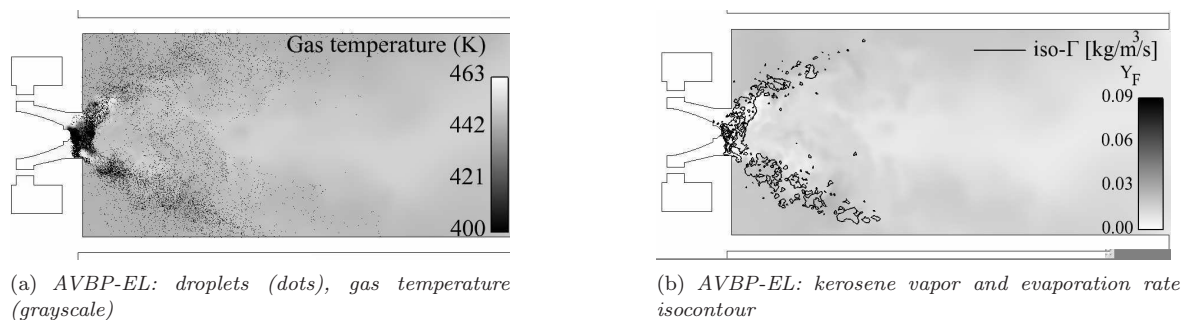 Gas temperature (K)
463
442
421
400
iso-Γ [kg/m³/s]
Y_F
0.09
0.06
0.03
0.00
(a) AVBP-EL: droplets (dots), gas temperature
(grayscale)
(b) AVBP-EL: kerosene vapor and evaporation rate
isocontour